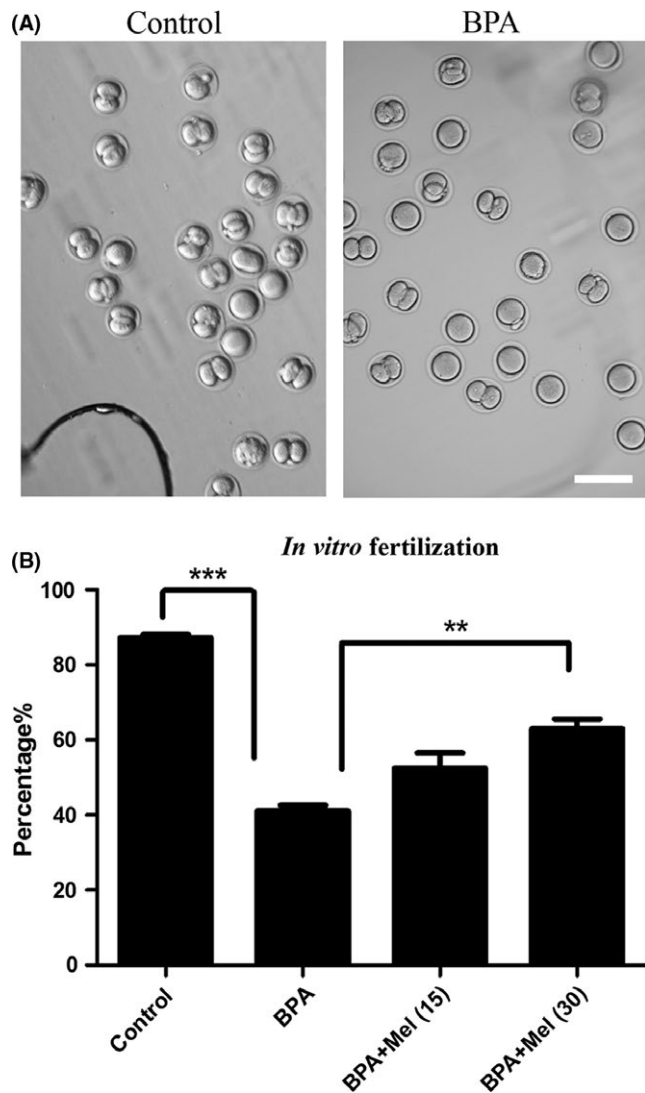 (A)
Control
BPA
(B)
In vitro fertilization
***
**
Percentage%
100
80
60
40
20
0
Control
BPA
BPA+Mel (15)
BPA+Mel (30)